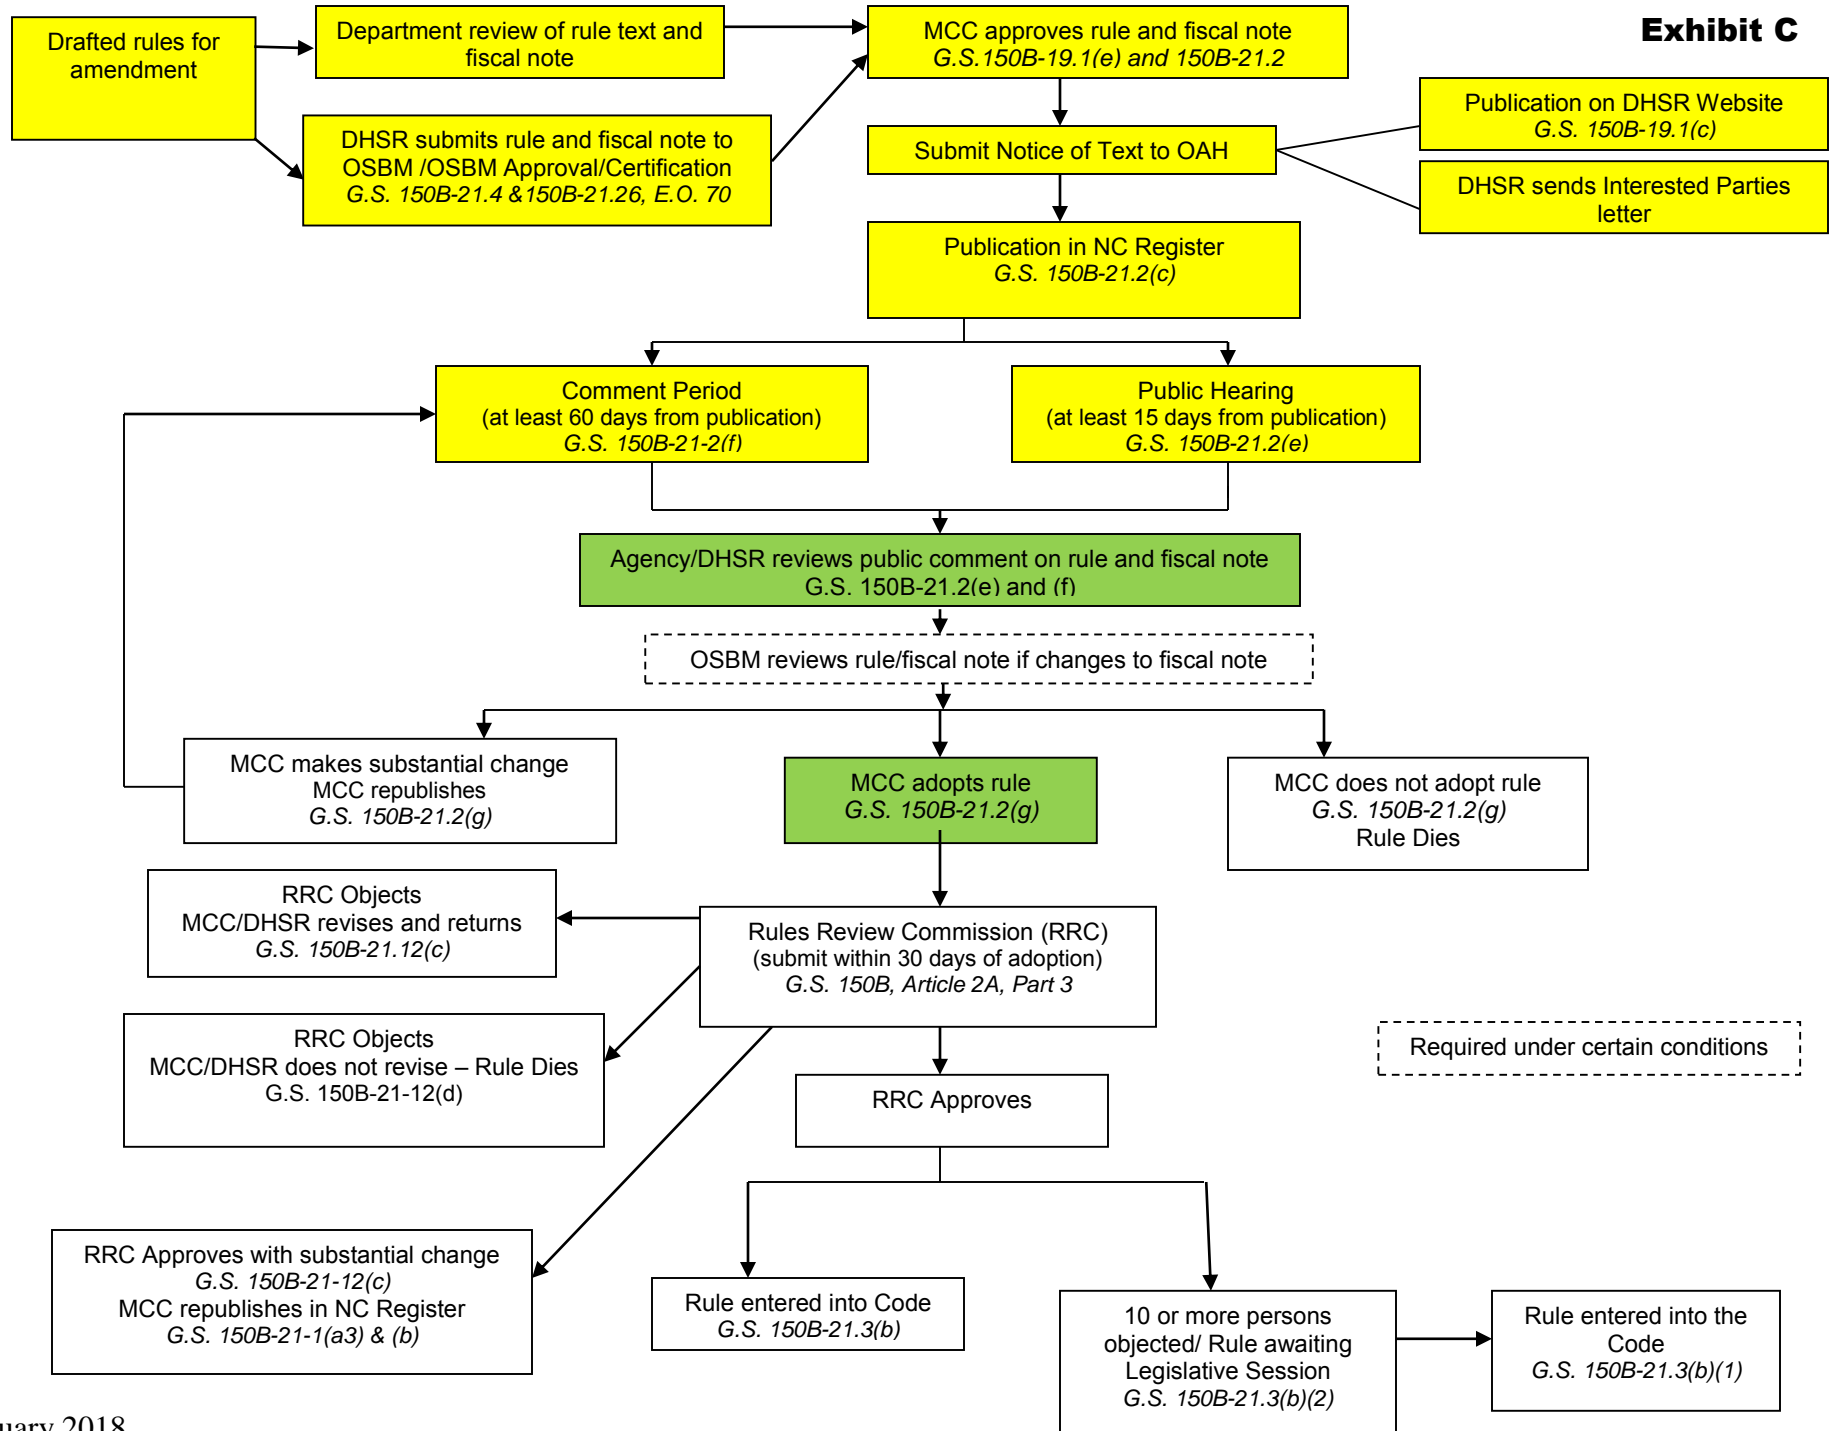 Exhibit C
Drafted rules for
amendment
Department review of rule text and
fiscal note
MCC approves rule and fiscal note
G.S.150B-19.1(e) and 150B-21.2
DHSR submits rule and fiscal note to
OSBM /OSBM Approval/Certification
G.S. 150B-21.4 &150B-21.26, E.O. 70
Submit Notice of Text to OAH
Publication on DHSR Website
G.S. 150B-19.1(c)
DHSR sends Interested Parties
letter
Publication in NC Register
G.S. 150B-21.2(c)
Comment Period
(at least 60 days from publication)
G.S. 150B-21-2(f)
Public Hearing
(at least 15 days from publication)
G.S. 150B-21.2(e)
Agency/DHSR reviews public comment on rule and fiscal note
G.S. 150B-21.2(e) and (f)
OSBM reviews rule/fiscal note if changes to fiscal note
MCC makes substantial change
MCC republishes
G.S. 150B-21.2(g)
MCC adopts rule
G.S. 150B-21.2(g)
MCC does not adopt rule
G.S. 150B-21.2(g)
Rule Dies
RRC Objects
MCC/DHSR revises and returns
G.S. 150B-21.12(c)
Rules Review Commission (RRC)
(submit within 30 days of adoption)
G.S. 150B, Article 2A, Part 3
RRC Objects
MCC/DHSR does not revise – Rule Dies
G.S. 150B-21-12(d)
Required under certain conditions
RRC Approves
RRC Approves with substantial change
G.S. 150B-21-12(c)
MCC republishes in NC Register
G.S. 150B-21-1(a3) & (b)
Rule entered into Code
G.S. 150B-21.3(b)
10 or more persons
objected/ Rule awaiting
Legislative Session
G.S. 150B-21.3(b)(2)
Rule entered into the
Code
G.S. 150B-21.3(b)(1)
uary 2018